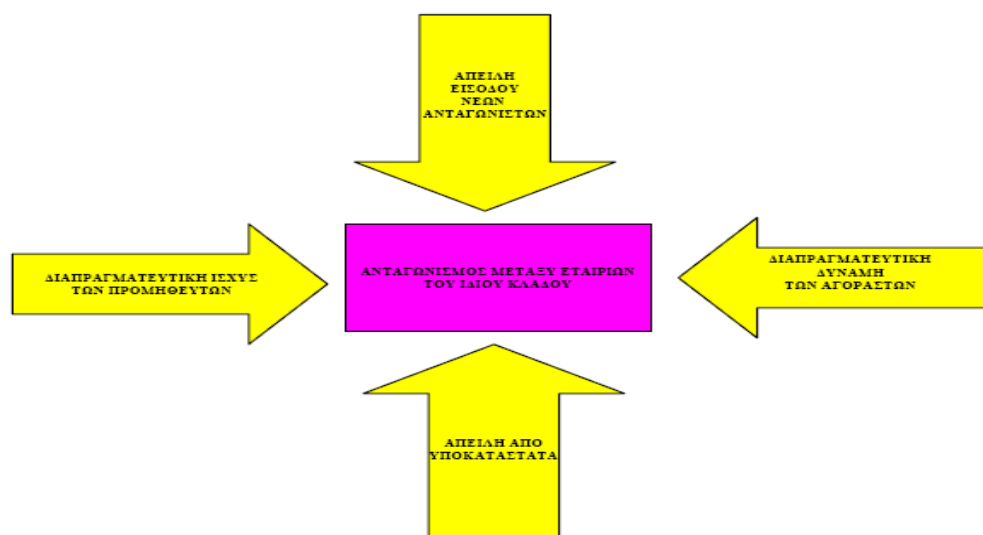 ΑΠΕΙΛΗ
ΕΙΣΟΔΟΥ
ΝΕΩΝ
ΑΝΤΑΓΩΝΙΣΤΩΝ
ΔΙΑΠΡΑΓΜΑΤΕΥΤΙΚΗ ΙΣΧΥΣ
ΤΩΝ ΠΡΟΜΗΘΕΥΤΩΝ
ΑΝΤΑΓΩΝΙΣΜΟΣ ΜΕΤΑΞΥ ΕΤΑΙΡΙΩΝ
ΤΟΥ ΙΔΙΟΥ ΚΛΑΔΟΥ
ΔΙΑΠΡΑΓΜΑΤΕΥΤΙΚΗ
ΔΥΝΑΜΗ
ΤΩΝ ΑΓΟΡΑΣΤΩΝ
ΑΠΕΙΛΗ ΑΠΟ
ΥΠΟΚΑΤΑΣΤΑΤΑ